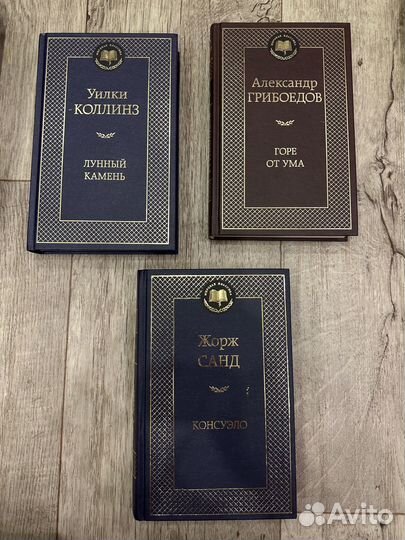 Уилки
КОЛЛИНЗ
ЛУННЫЙ
КАМЕНЬ
Александр
ГРИБОЕДОВ
ГОРЕ
ОТ УМА
Жорж
САНД
КОНСУЭЛО
Avito